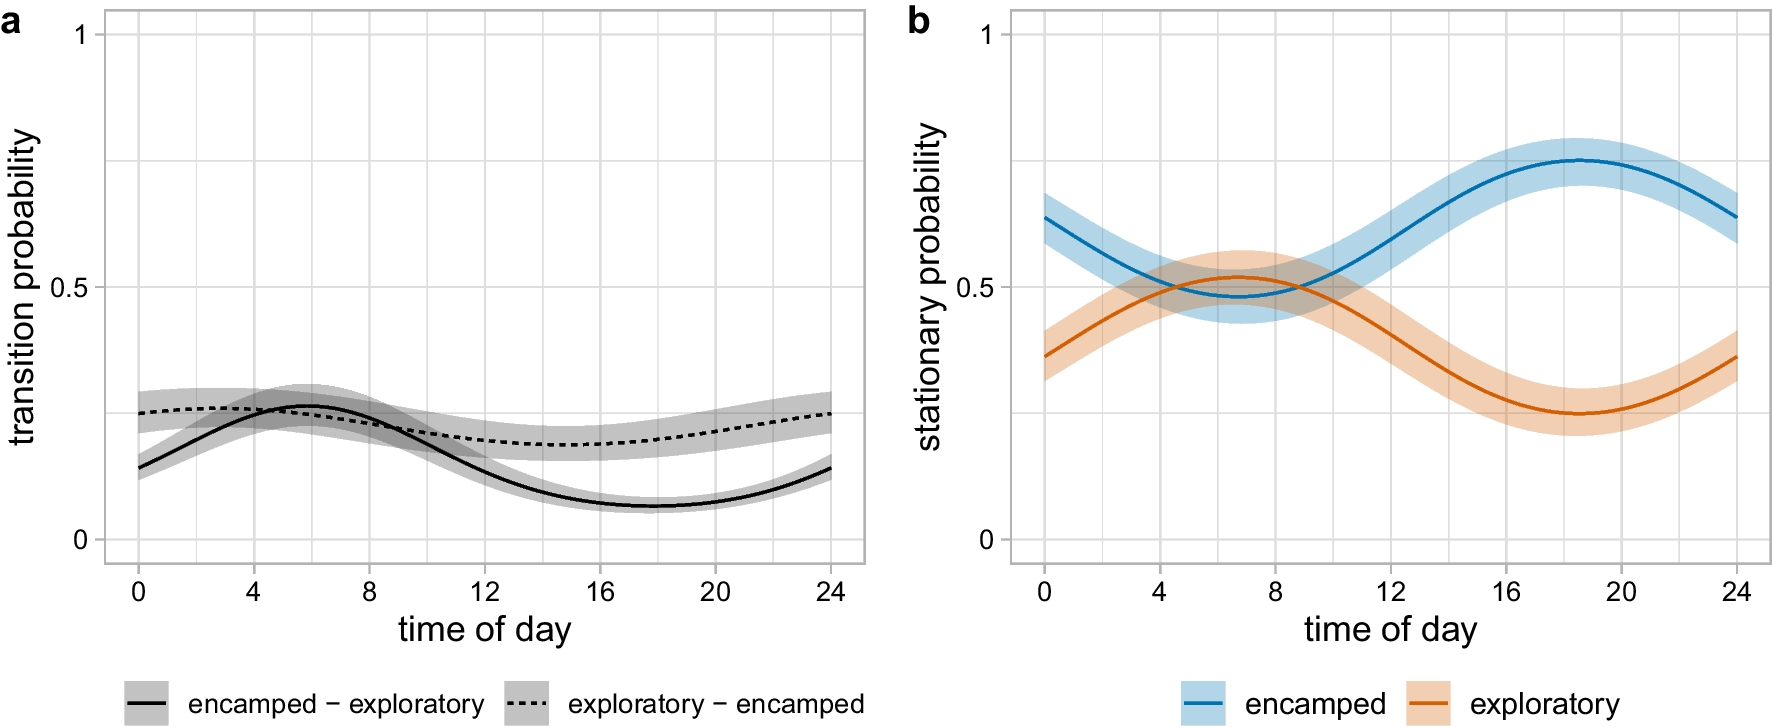 a
transition probability
1
0.5
0
0 4 8 12 16 20 24
time of day
encamped − exploratory exploratory − encamped
b
stationary probability
1
0.5
0
0 4 8 12 16 20 24
time of day
encamped exploratory